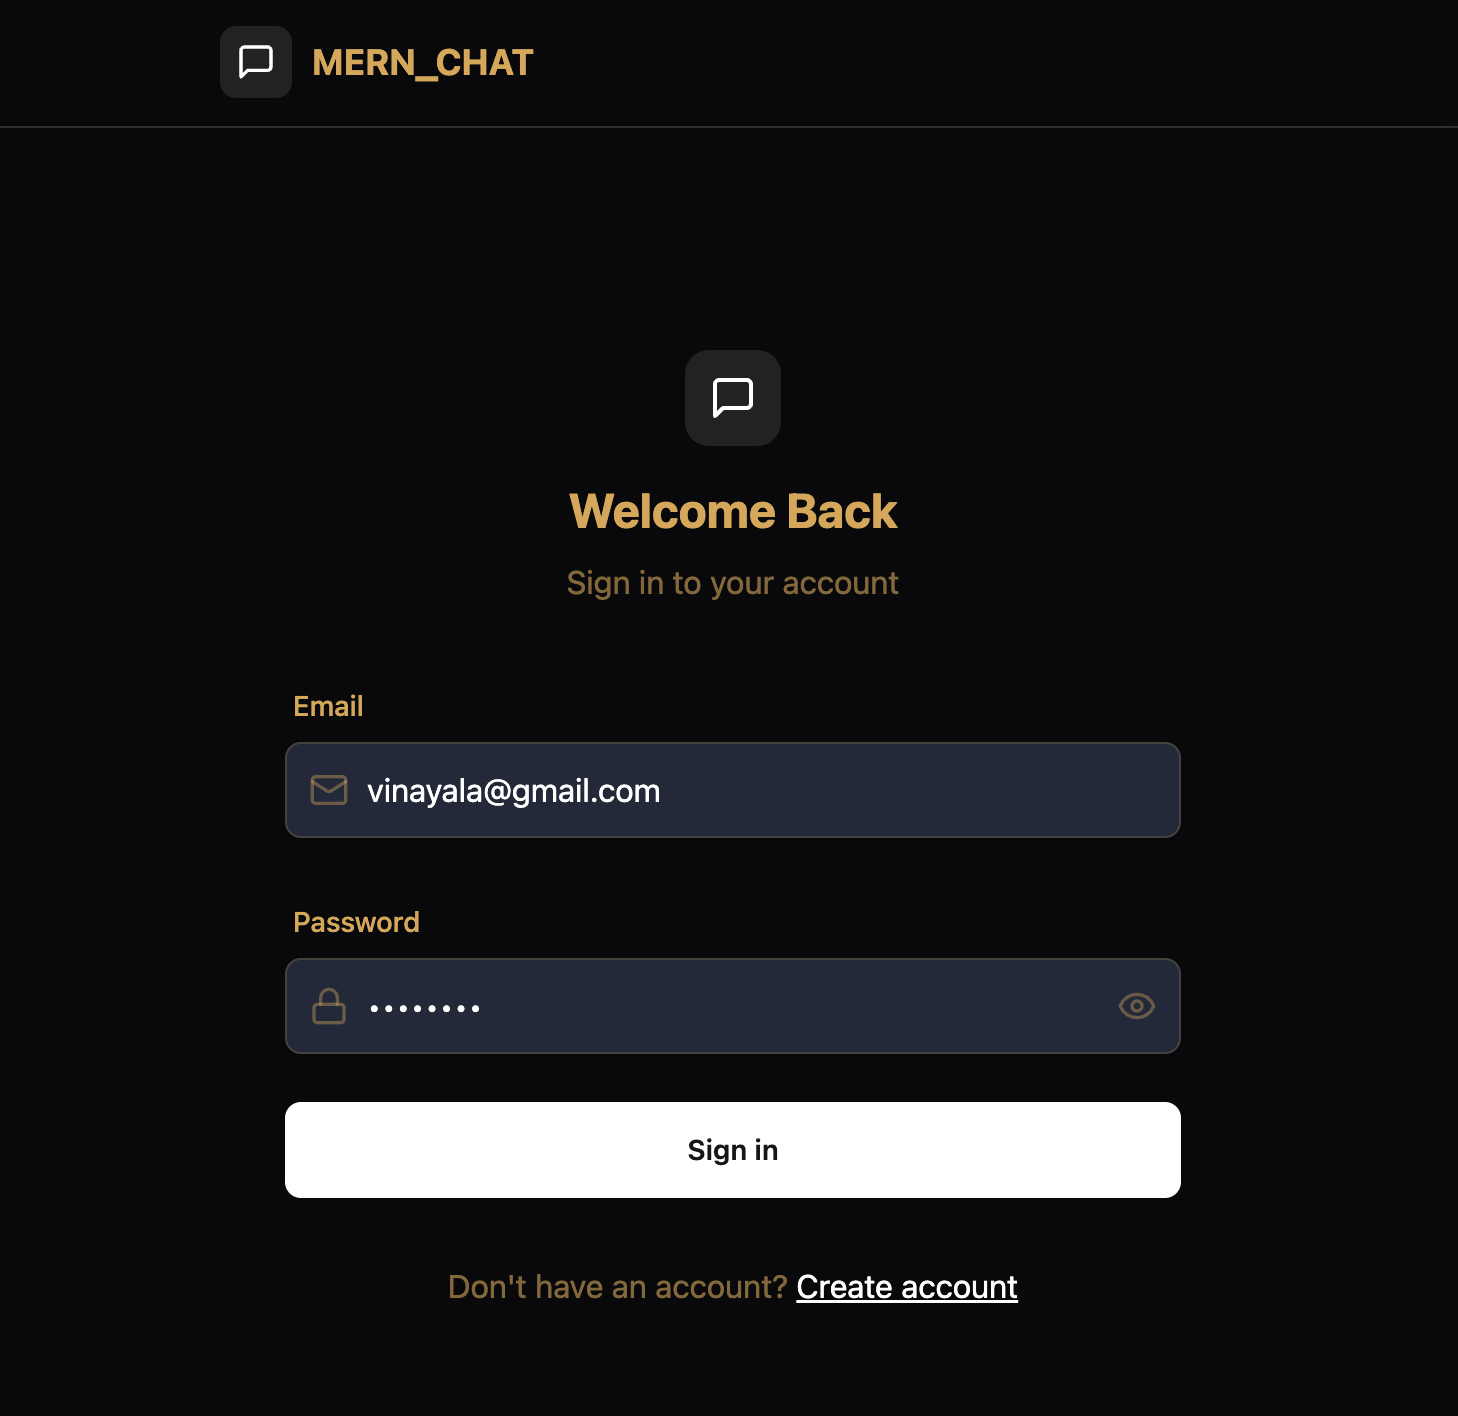 MERN_CHAT
Welcome Back
Sign in to your account
Email
vinayala@gmail.com
Password
••••••••
Sign in
Don't have an account? Create account